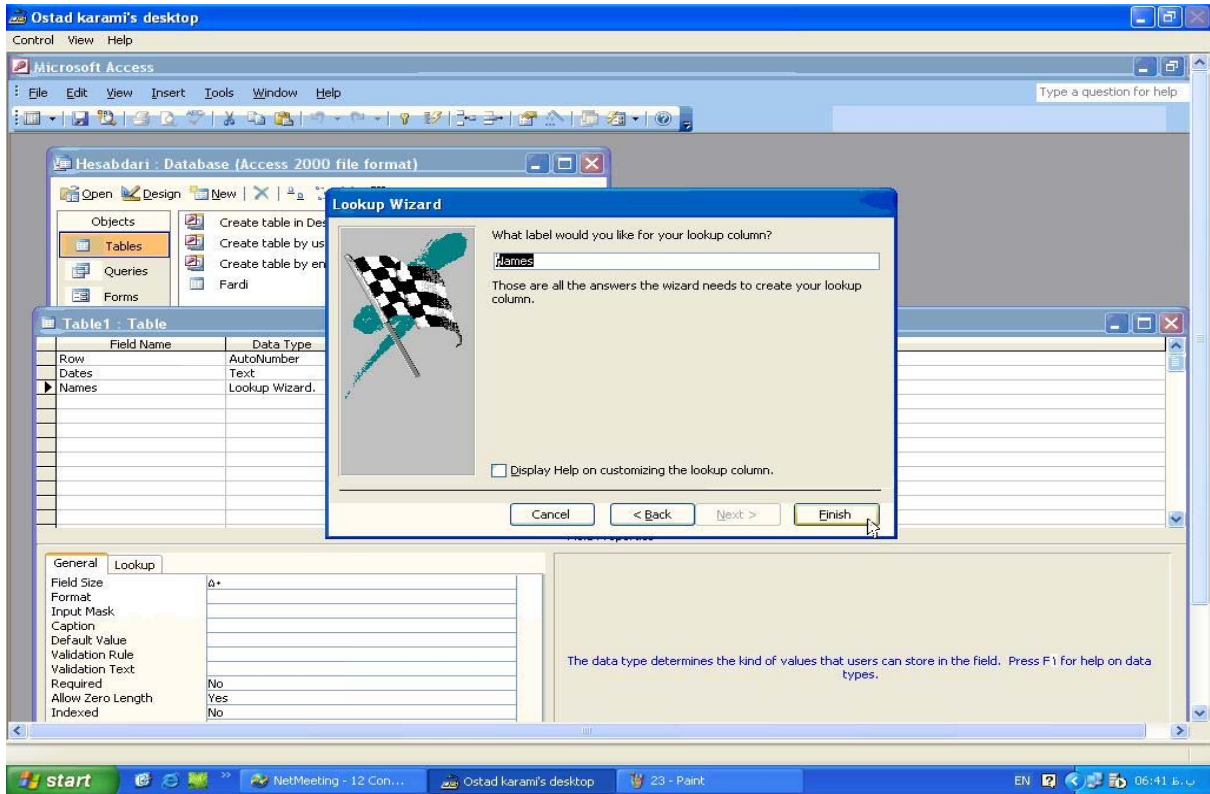 Ostad karami's desktop
Control View Help
Microsoft Access
File Edit View Insert Tools Window Help
Type a question for help
Hesabdari : Database (Access 2000 file format)
Open Design New
Objects
Tables
Queries
Forms
Create table in Des
Create table by us
Create table by en
Fardi
Lookup Wizard
What label would you like for your lookup column?
Names
Those are all the answers the wizard needs to create your lookup
column.
Display Help on customizing the lookup column.
Cancel
< Back
Next >
Finish
Table1 : Table
Field Name Data Type
Row AutoNumber
Dates Text
Names Lookup Wizard.
General Lookup
Field Size ۵۰
Format
Input Mask
Caption
Default Value
Validation Rule
Validation Text
Required No
Allow Zero Length Yes
Indexed No
The data type determines the kind of values that users can store in the field. Press F۱ for help on data
types.
start
NetMeeting - 12 Con...
Ostad karami's desktop
23 - Paint
EN
06:41 ب.ظ